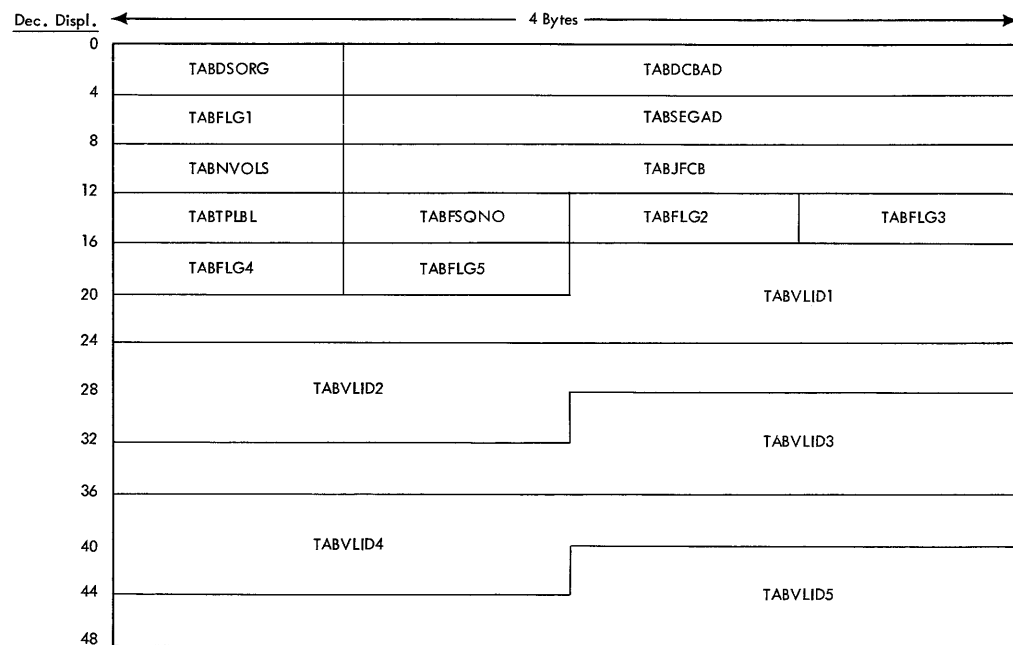 Dec. Displ.
4 Bytes
0
TABDSORG
TABDCBAD
4
TABFLG1
TABSEGAD
8
TABNVOLS
TABJFCB
12
TABTPLBL
TABFSQNO
TABFLG2
TABFLG3
16
TABFLG4
TABFLG5
20
TABVLID1
24
TABVLID2
28
32
TABVLID3
36
TABVLID4
40
44
TABVLID5
48